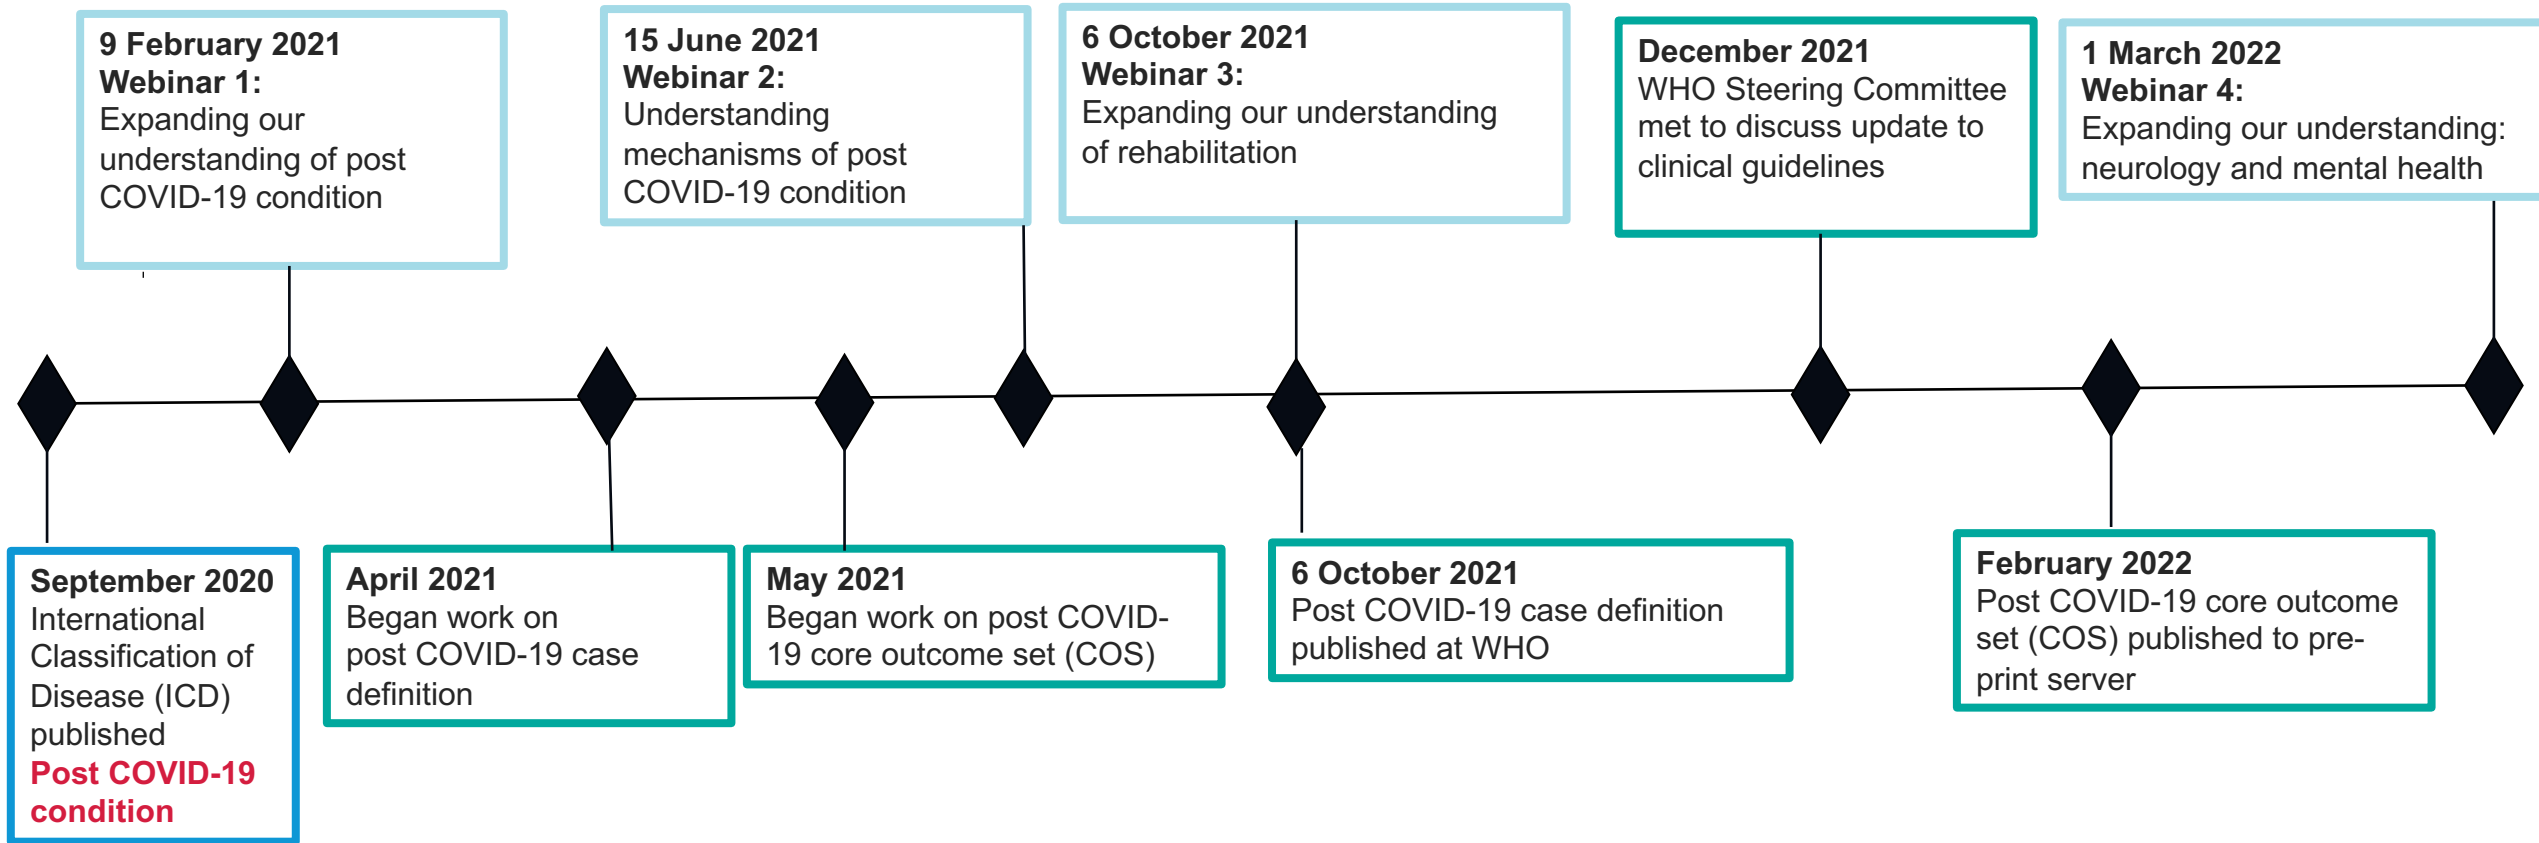 9 February 2021
Webinar 1:
Expanding our
understanding of post
COVID-19 condition
15 June 2021
Webinar 2:
Understanding
mechanisms of post
COVID-19 condition
6 October 2021
Webinar 3:
Expanding our understanding
of rehabilitation
December 2021
WHO Steering Committee
met to discuss update to
clinical guidelines
1 March 2022
Webinar 4:
Expanding our understanding:
neurology and mental health
September 2020
International
Classification of
Disease (ICD)
published
Post COVID-19
condition
April 2021
Began work on
post COVID-19 case
definition
May 2021
Began work on post COVID-
19 core outcome set (COS)
6 October 2021
Post COVID-19 case definition
published at WHO
February 2022
Post COVID-19 core outcome
set (COS) published to pre-
print server